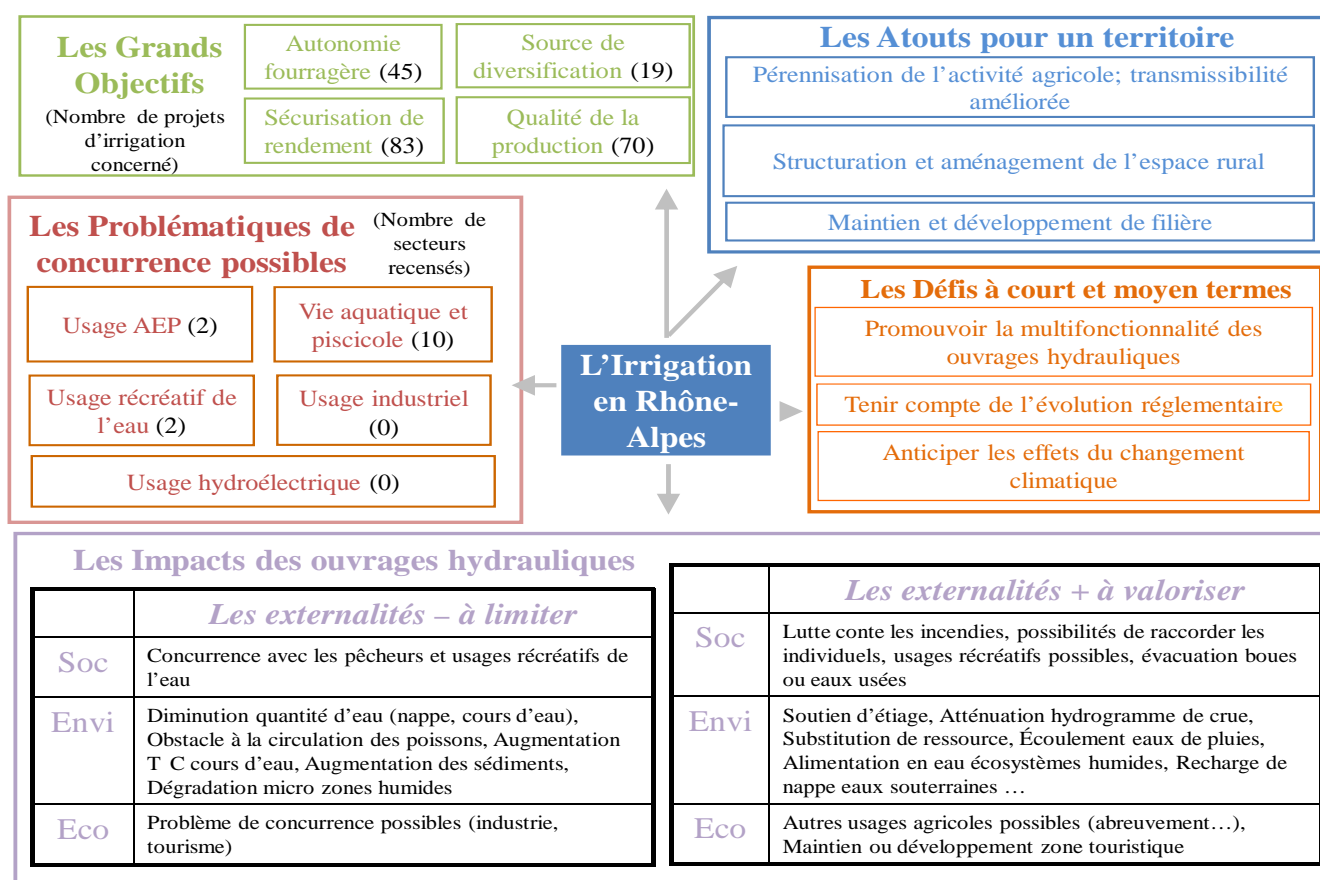 Les Grands
Objectifs
(Nombre de projets
d’irrigation
concerné)
Autonomie
fourragère (45)
Source de
diversification (19)
Sécurisation de
rendement (83)
Qualité de la
production (70)
Les Atouts pour un territoire
Pérennisation de l’activité agricole; transmissibilité
améliorée
Structuration et aménagement de l’espace rural
Maintien et développement de filière
Les Problématiques de
concurrence possibles
(Nombre de
secteurs
recensés)
Usage AEP (2)
Vie aquatique et
piscicole (10)
Usage récréatif de
l’eau (2)
Usage industriel
(0)
Usage hydroélectrique (0)
L’Irrigation
en Rhône-
Alpes
Les Défis à court et moyen termes
Promouvoir la multifonctionnalité des
ouvrages hydrauliques
Tenir compte de l’évolution réglementaire
Anticiper les effets du changement
climatique
Les Impacts des ouvrages hydrauliques
Les externalités – à limiter
Soc
Concurrence avec les pêcheurs et usages récréatifs de
l’eau
Envi
Diminution quantité d’eau (nappe, cours d’eau),
Obstacle à la circulation des poissons, Augmentation
T C cours d’eau, Augmentation des sédiments,
Dégradation micro zones humides
Eco
Problème de concurrence possibles (industrie,
tourisme)
Les externalités + à valoriser
Soc
Lutte conte les incendies, possibilités de raccorder les
individuels, usages récréatifs possibles, évacuation boues
ou eaux usées
Envi
Soutien d’étiage, Atténuation hydrogramme de crue,
Substitution de ressource, Écoulement eaux de pluies,
Alimentation en eau écosystèmes humides, Recharge de
nappe eaux souterraines …
Eco
Autres usages agricoles possibles (abreuvement…),
Maintien ou développement zone touristique